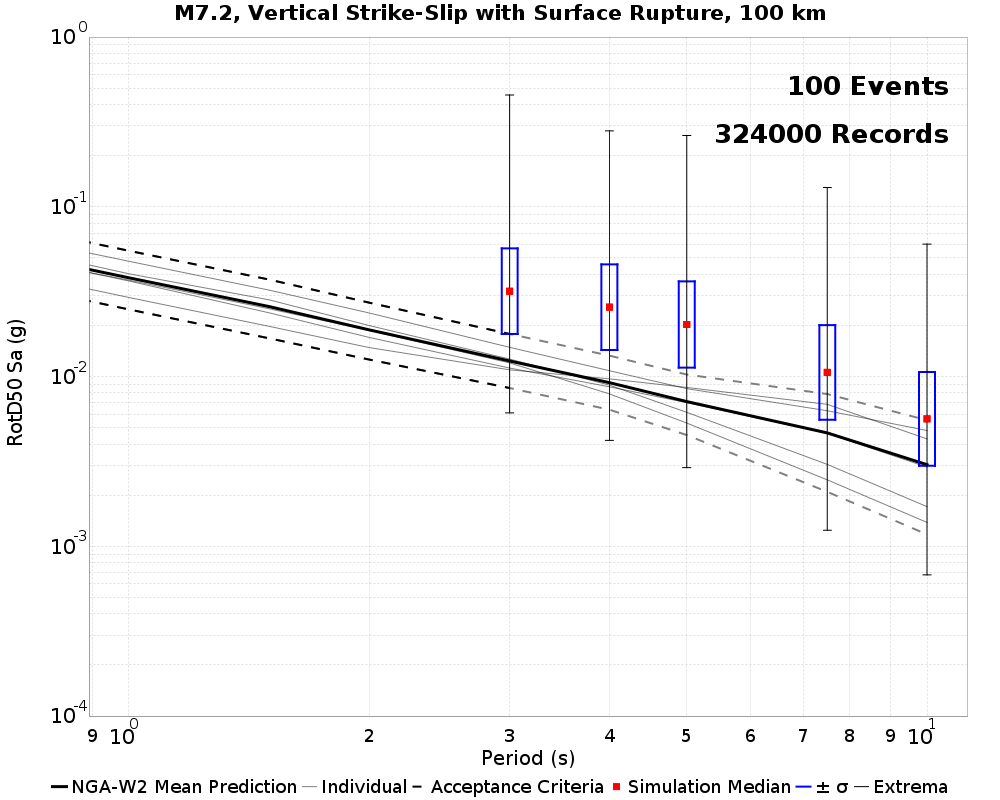 M7.2, Vertical Strike-Slip with Surface Rupture, 100 km
100 Events
324000 Records
RotD50 Sa (g)
10^0
10^-1
10^-2
10^-3
10^-4
9 10^0 2 3 4 5 6 7 8 9 10^1
Period (s)
NGA-W2 Mean Prediction Individual Acceptance Criteria Simulation Median ± σ Extrema